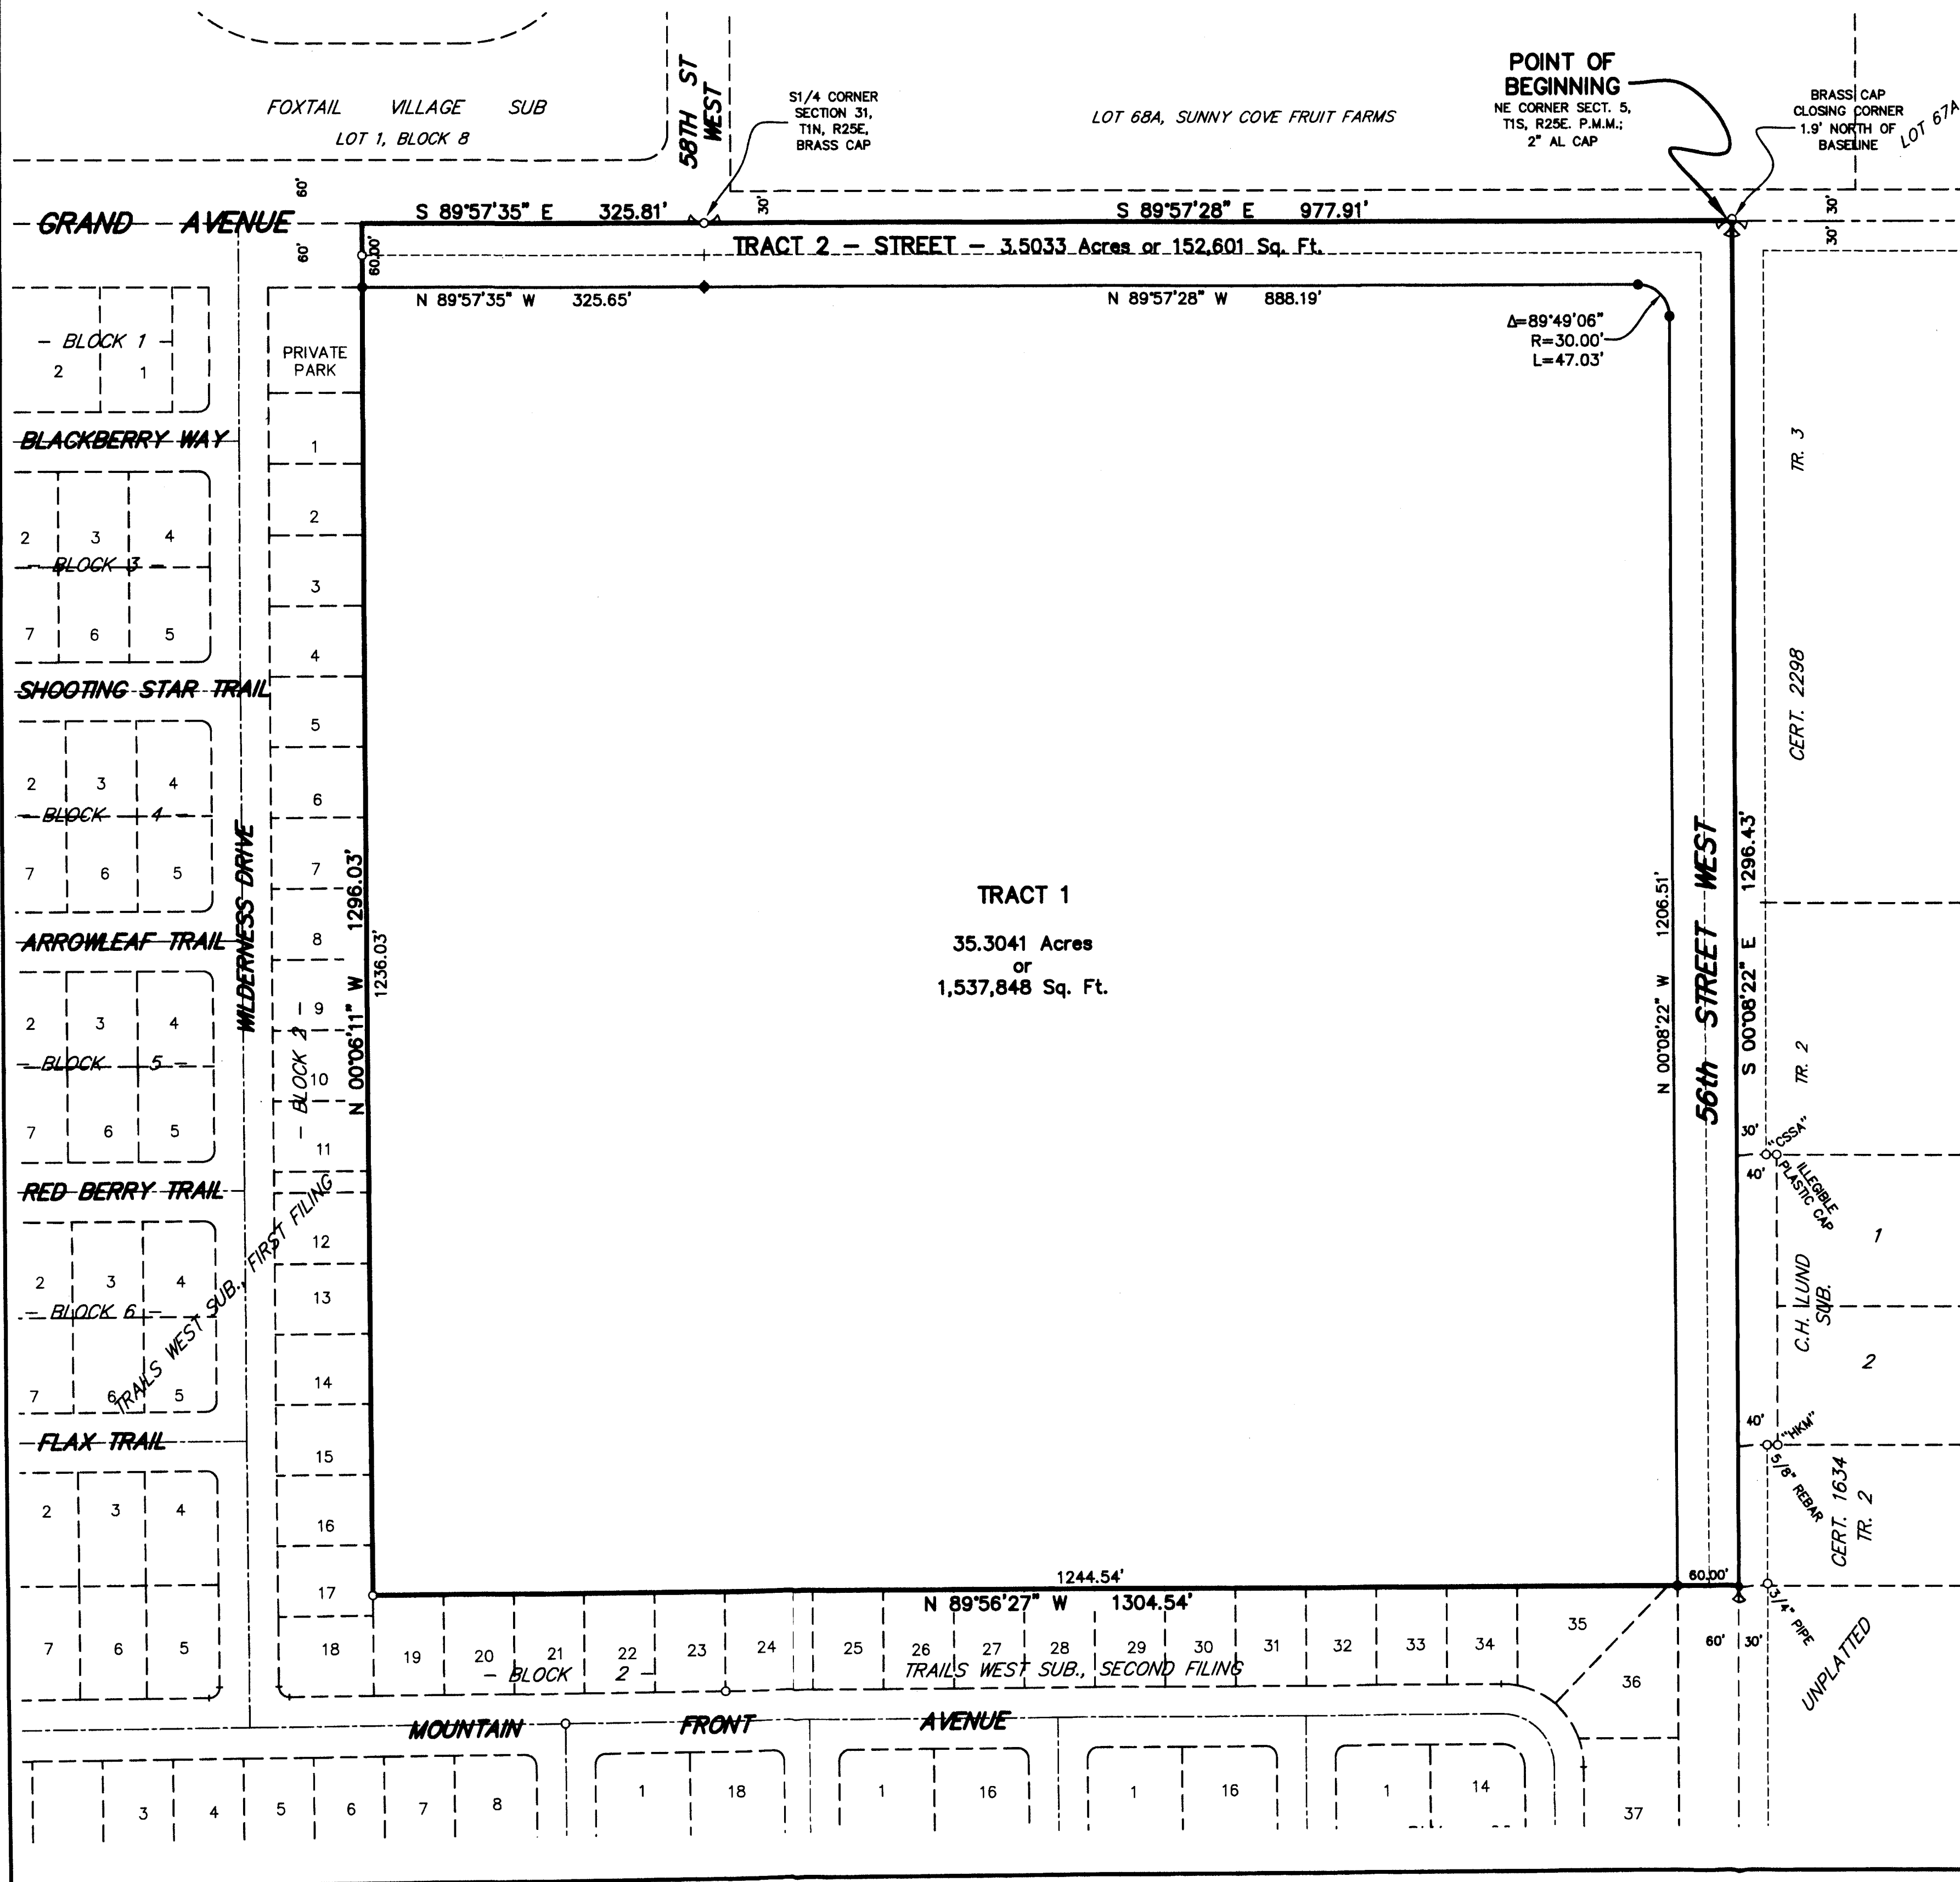 FOXTAIL VILLAGE SUB
LOT 1, BLOCK 8
58TH ST
WEST
S1/4 CORNER
SECTION 31,
T1N, R25E,
BRASS CAP
LOT 68A, SUNNY COVE FRUIT FARMS
POINT OF
BEGINNING
NE CORNER SECT. 5,
T1S, R25E. P.M.M.;
2" AL CAP
BRASS CAP
CLOSING CORNER
1.9' NORTH OF
BASELINE
LOT 67A
60'
GRAND AVENUE
60'
60.00'
S 89°57'35" E 325.81'
30'
S 89°57'28" E 977.91'
30'
30'
TRACT 2 – STREET – 3.5033 Acres or 152,601 Sq. Ft.
N 89°57'35" W 325.65'
N 89°57'28" W 888.19'
Δ=89°49'06"
R=30.00'
L=47.03'
– BLOCK 1 –
2 1
PRIVATE
PARK
BLACKBERRY WAY
1
2
3
4
5
6
7
8
9
10
11
12
13
14
15
16
17
18
– BLOCK 2 –
2 3 4
– BLOCK 3 –
7 6 5
SHOOTING STAR TRAIL
2 3 4
– BLOCK 4 –
7 6 5
WILDERNESS DRIVE
ARROWLEAF TRAIL
2 3 4
– BLOCK 5 –
7 6 5
RED BERRY TRAIL
TRAILS WEST SUB., FIRST FILING
2 3 4
– BLOCK 6 –
7 6 5
FLAX TRAIL
2 3 4
7 6 5
N 00°06'11" W 1296.03'
1236.03'
TRACT 1
35.3041 Acres
or
1,537,848 Sq. Ft.
N 00°08'22" W 1206.51'
56th STREET WEST
S 00°08'22" E 1296.43'
TR. 3
CERT. 2298
TR. 2
30'
"CSSA"
40'
ILLEGIBLE
PLASTIC CAP
1
C.H. LUND
SUB.
2
40'
"HKM"
5/8" REBAR
CERT. 1634
TR. 2
3/4" PIPE
UNPLATTED
60.00'
60' 30'
1244.54'
N 89°56'27" W 1304.54'
19 20 21 22 23 24 25 26 27 28 29 30 31 32 33 34 35
36
37
– BLOCK 2 –
TRAILS WEST SUB., SECOND FILING
MOUNTAIN FRONT AVENUE
3 4 5 6 7 8
1 18
1 16
1 16
1 14